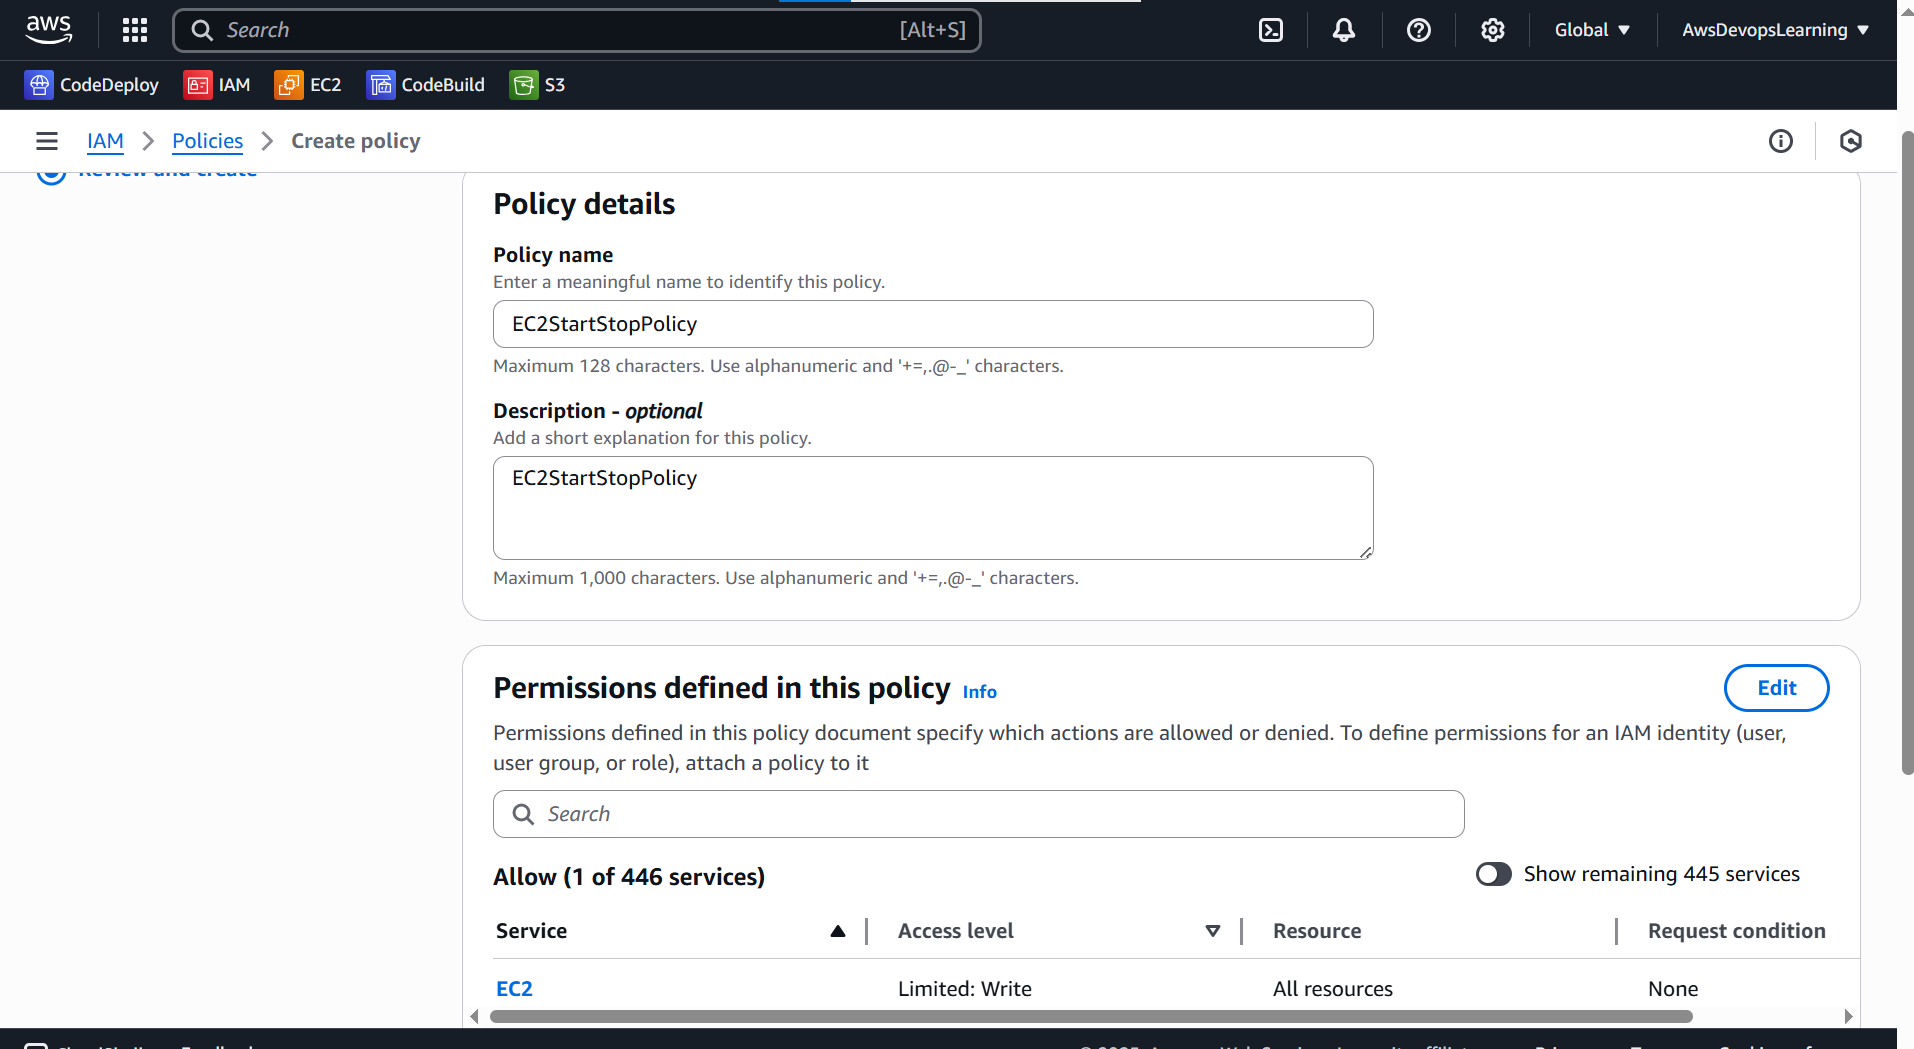 aws
Search [Alt+S]
Global AwsDevopsLearning
CodeDeploy IAM EC2 CodeBuild S3
IAM Policies Create policy
Review and create
Policy details
Policy name
Enter a meaningful name to identify this policy.
EC2StartStopPolicy
Maximum 128 characters. Use alphanumeric and '+=,.@-_' characters.
Description - optional
Add a short explanation for this policy.
EC2StartStopPolicy
Maximum 1,000 characters. Use alphanumeric and '+=,.@-_' characters.
Permissions defined in this policy Info
Edit
Permissions defined in this policy document specify which actions are allowed or denied. To define permissions for an IAM identity (user,
user group, or role), attach a policy to it
Search
Allow (1 of 446 services)
Show remaining 445 services
Service Access level Resource Request condition
EC2 Limited: Write All resources None